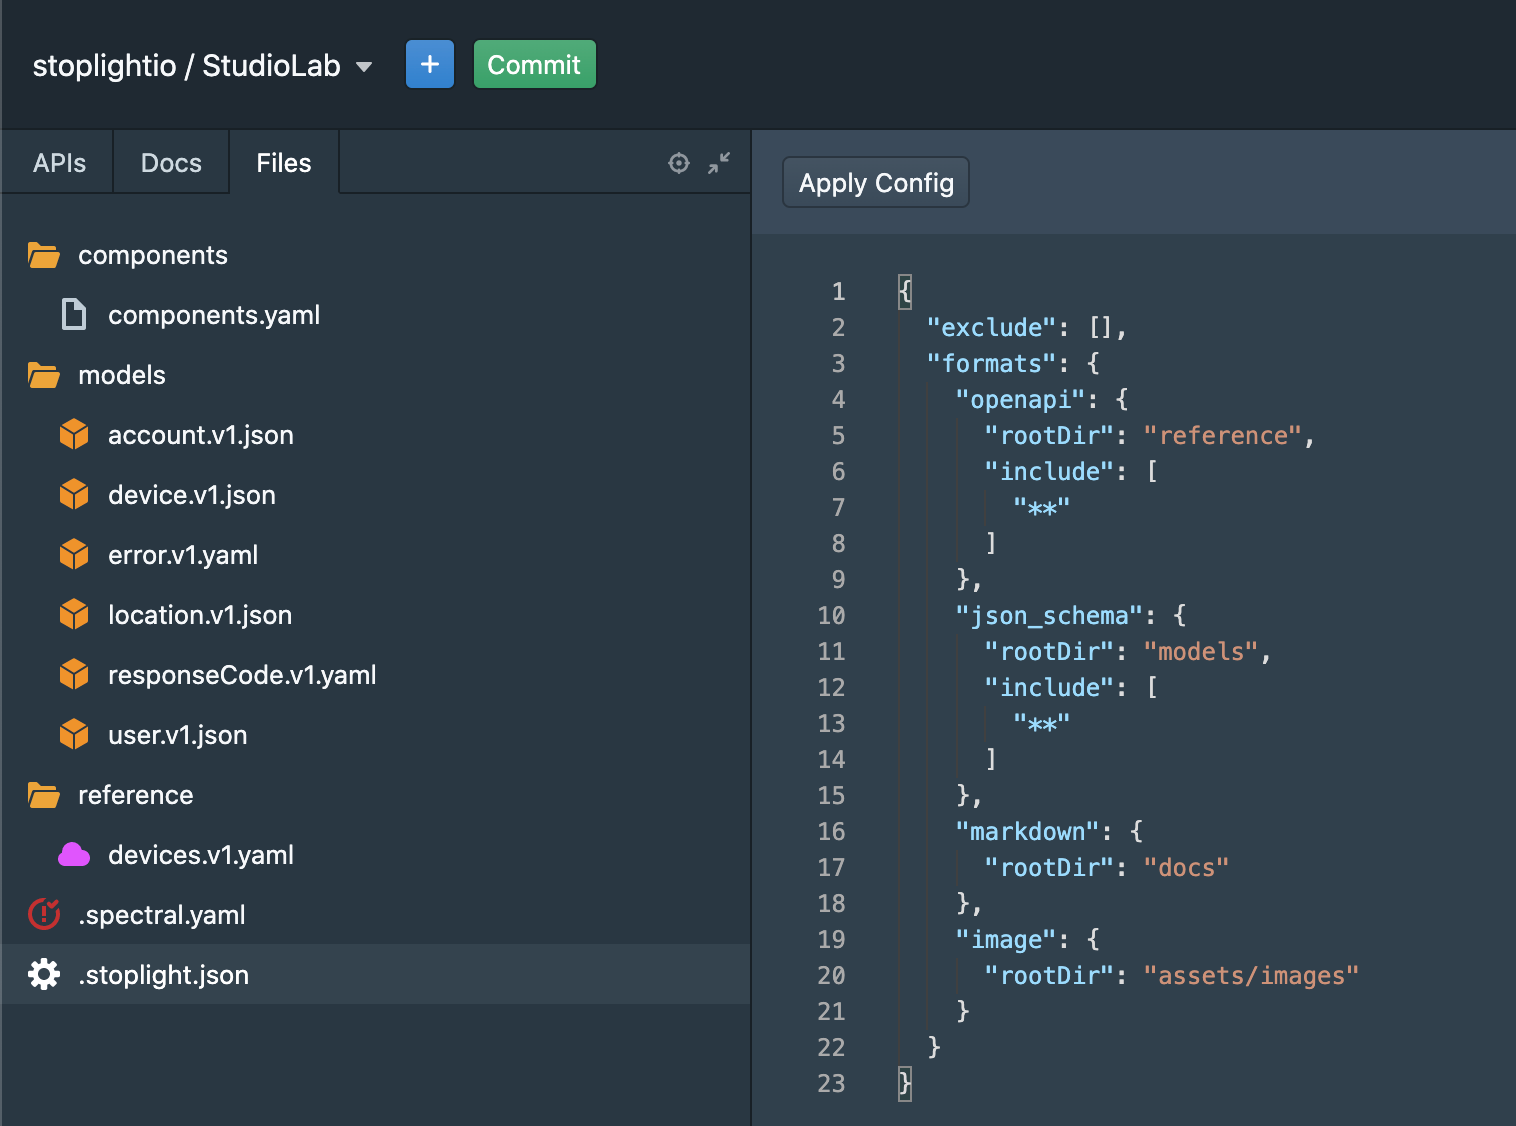 stoplightio / StudioLab
+
Commit
APIs
Docs
Files
components
components.yaml
models
account.v1.json
device.v1.json
error.v1.yaml
location.v1.json
responseCode.v1.yaml
user.v1.json
reference
devices.v1.yaml
.spectral.yaml
.stoplight.json
Apply Config
1 {
2   "exclude": [],
3   "formats": {
4     "openapi": {
5       "rootDir": "reference",
6       "include": [
7         "**"
8       ]
9     },
10     "json_schema": {
11       "rootDir": "models",
12       "include": [
13         "**"
14       ]
15     },
16     "markdown": {
17       "rootDir": "docs"
18     },
19     "image": {
20       "rootDir": "assets/images"
21     }
22   }
23 }